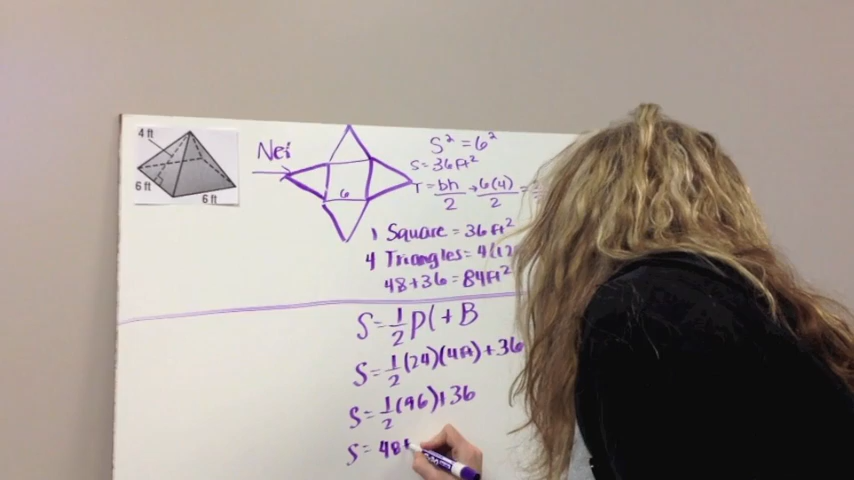 4 ft
6 ft
6 ft
Net
6
S² = 6²
S = 36 ft²
T = bh/2 → 6(4)/2 =
1 Square = 36 ft²
4 Triangles = 4(12
48 + 36 = 84 ft²
S = 1/2 Pl + B
S = 1/2 (24)(4ft) + 36
S = 1/2 (96) + 36
S = 48